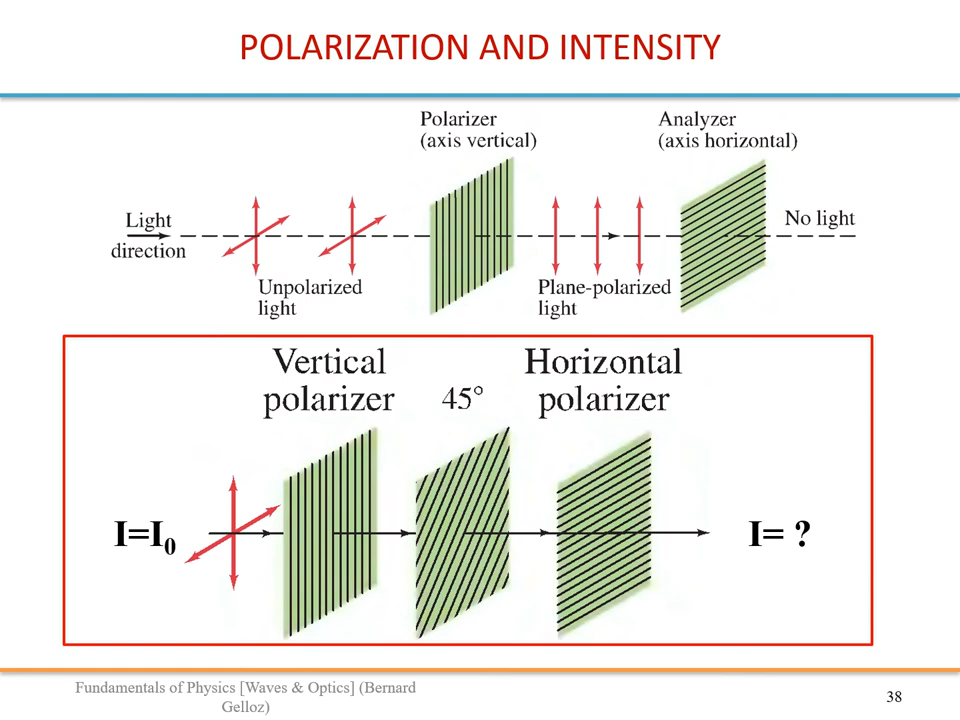 POLARIZATION AND INTENSITY
Polarizer
(axis vertical)
Analyzer
(axis horizontal)
Light
direction
No light
Unpolarized
light
Plane-polarized
light
Vertical
polarizer
45°
Horizontal
polarizer
I=I₀
I= ?
Fundamentals of Physics [Waves & Optics] (Bernard
Gelloz)
38